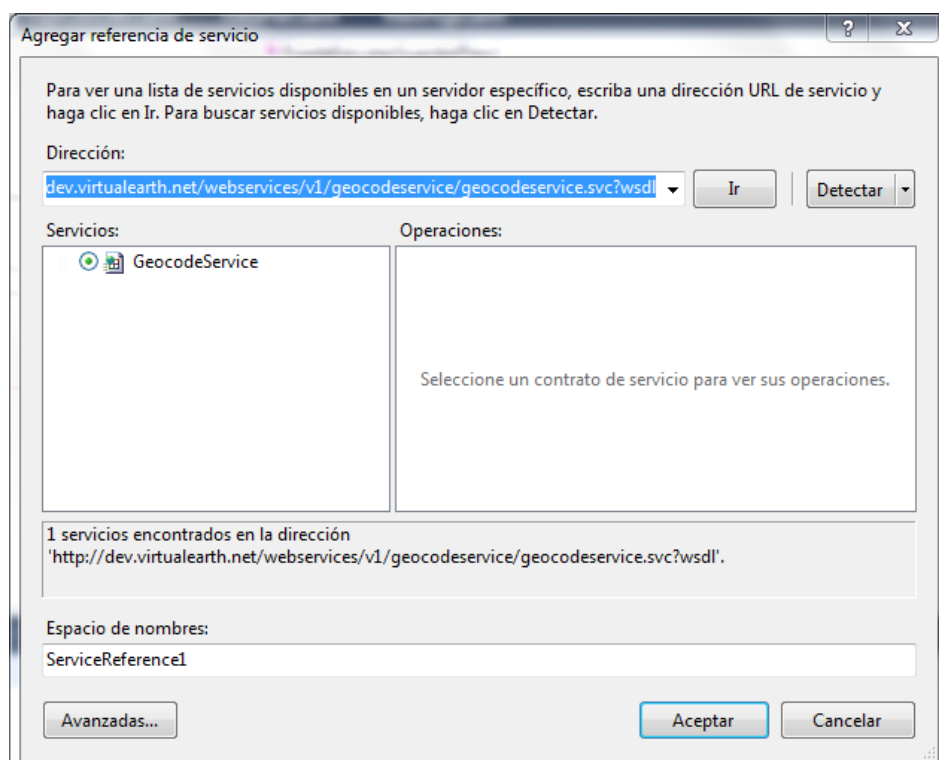 Agregar referencia de servicio
Para ver una lista de servicios disponibles en un servidor específico, escriba una dirección URL de servicio y
haga clic en Ir. Para buscar servicios disponibles, haga clic en Detectar.
Dirección:
dev.virtualearth.net/webservices/v1/geocodeservice/geocodeservice.svc?wsdl
Ir
Detectar
Servicios:
Operaciones:
GeocodeService
Seleccione un contrato de servicio para ver sus operaciones.
1 servicios encontrados en la dirección
'http://dev.virtualearth.net/webservices/v1/geocodeservice/geocodeservice.svc?wsdl'.
Espacio de nombres:
ServiceReference1
Avanzadas...
Aceptar
Cancelar